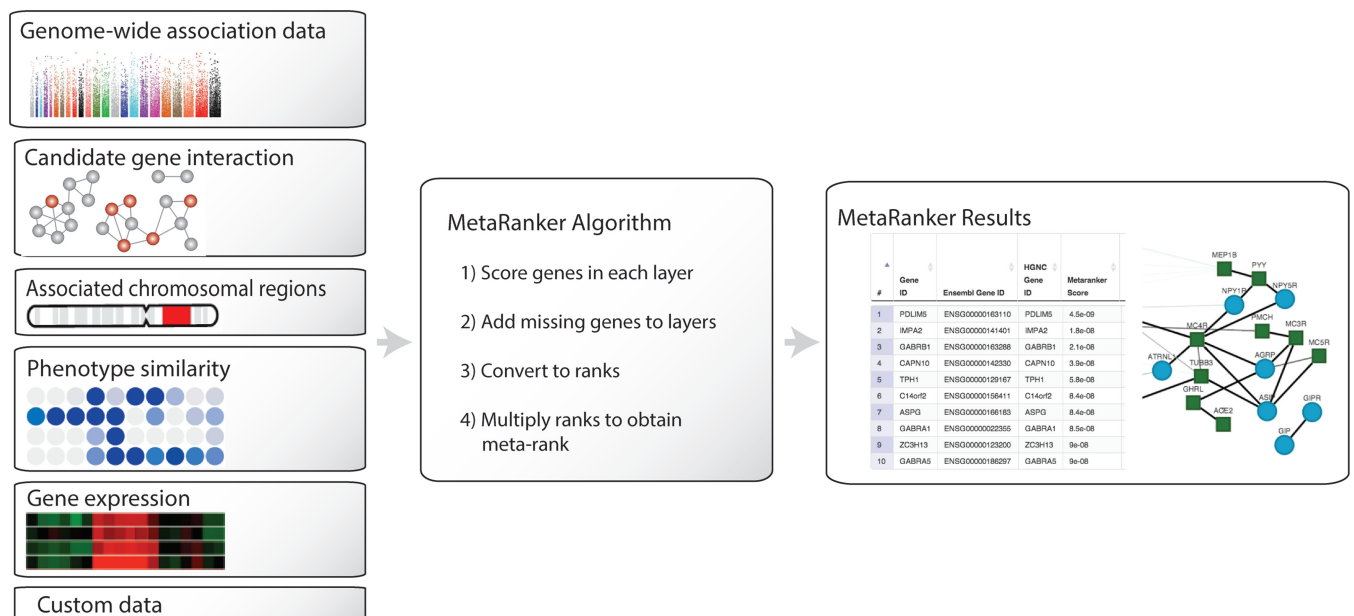 Genome-wide association data
Candidate gene interaction
Associated chromosomal regions
Phenotype similarity
Gene expression
Custom data
MetaRanker Algorithm
1) Score genes in each layer
2) Add missing genes to layers
3) Convert to ranks
4) Multiply ranks to obtain
meta-rank
MetaRanker Results
# Gene ID Ensembl Gene ID HGNC Gene ID Metaranker Score
1 PDLIM5 ENSG00000163110 PDLIM5 4.5e-09
2 IMPA2 ENSG00000141401 IMPA2 1.8e-08
3 GABRB1 ENSG00000163288 GABRB1 2.1e-08
4 CAPN10 ENSG00000142330 CAPN10 3.9e-08
5 TPH1 ENSG00000129167 TPH1 5.8e-08
6 C14orf2 ENSG00000156411 C14orf2 8.4e-08
7 ASPG ENSG00000166183 ASPG 8.4e-08
8 GABRA1 ENSG00000022355 GABRA1 8.5e-08
9 ZC3H13 ENSG00000123200 ZC3H13 9e-08
10 GABRA5 ENSG00000186297 GABRA5 9e-08
MEP1B
PYY
NPY1R
NPY5R
PMCH
MC4R
MC3R
MC5R
ATRNL1
TUBB3
AGRP
GHRL
ACE2
ASIP
GIPR
GIP